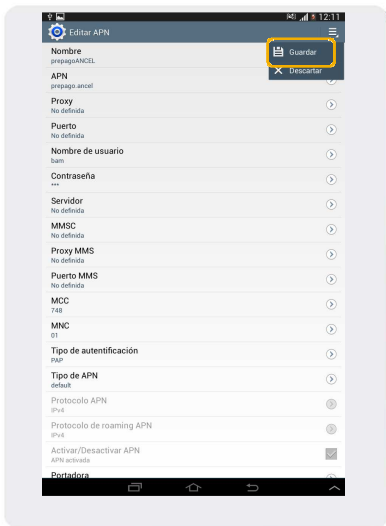 12:11
Editar APN
Guardar
Descartar
Nombre
prepagoANCEL
APN
prepago.ancel
Proxy
No definida
Puerto
No definida
Nombre de usuario
bam
Contraseña
***
Servidor
No definida
MMSC
No definida
Proxy MMS
No definida
Puerto MMS
No definida
MCC
748
MNC
01
Tipo de autentificación
PAP
Tipo de APN
default
Protocolo APN
IPv4
Protocolo de roaming APN
IPv4
Activar/Desactivar APN
APN activada
Portadora